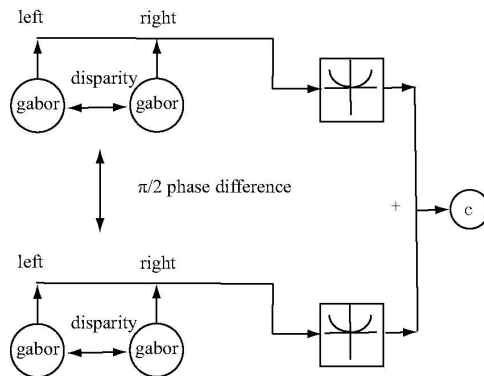 left right
disparity
gabor gabor
π/2 phase difference
+ c
left right
disparity
gabor gabor